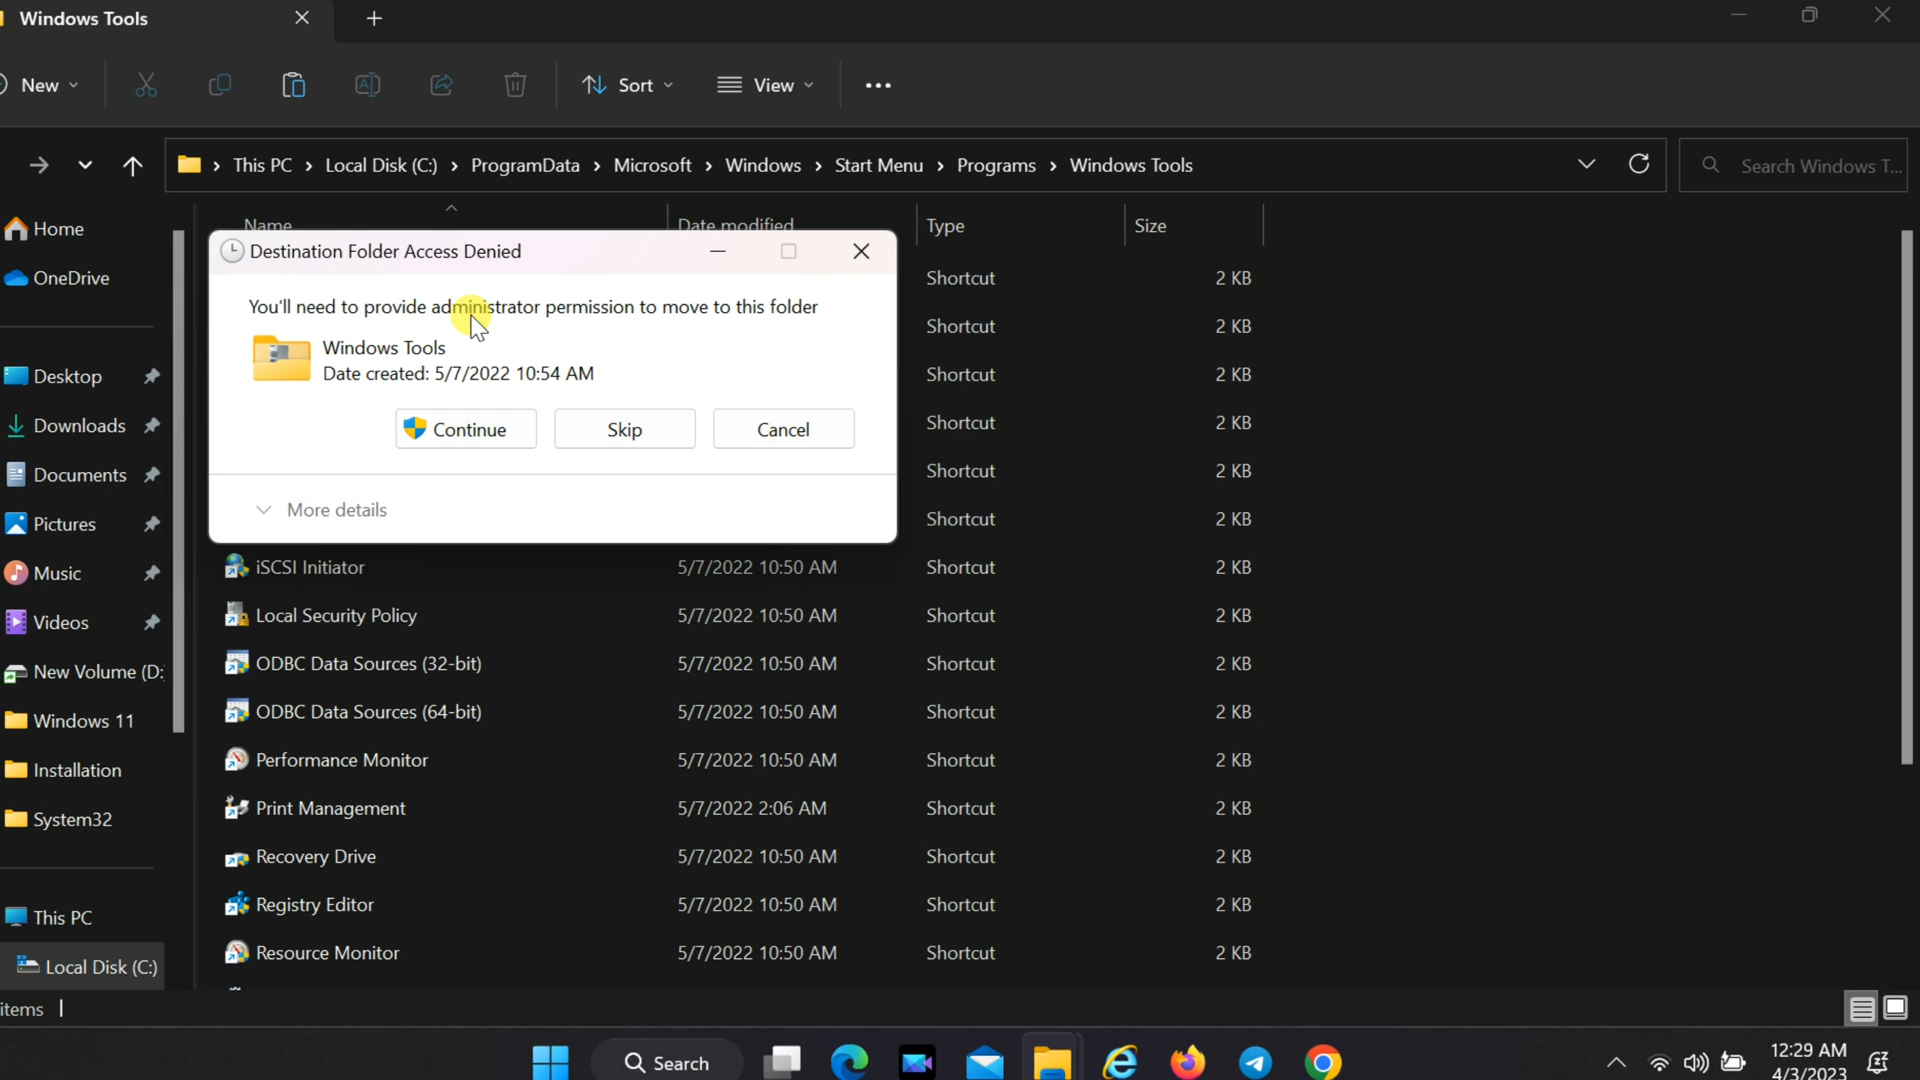 Windows Tools
New
Sort
View
This PC > Local Disk (C:) > ProgramData > Microsoft > Windows > Start Menu > Programs > Windows Tools
Search Windows T...
Home
OneDrive
Desktop
Downloads
Documents
Pictures
Music
Videos
New Volume (D:
Windows 11
Installation
System32
This PC
Local Disk (C:)
Name Date modified Type Size
Destination Folder Access Denied
You'll need to provide administrator permission to move to this folder
Windows Tools
Date created: 5/7/2022 10:54 AM
Continue Skip Cancel
More details
Shortcut 2 KB
Shortcut 2 KB
Shortcut 2 KB
Shortcut 2 KB
Shortcut 2 KB
Shortcut 2 KB
iSCSI Initiator 5/7/2022 10:50 AM Shortcut 2 KB
Local Security Policy 5/7/2022 10:50 AM Shortcut 2 KB
ODBC Data Sources (32-bit) 5/7/2022 10:50 AM Shortcut 2 KB
ODBC Data Sources (64-bit) 5/7/2022 10:50 AM Shortcut 2 KB
Performance Monitor 5/7/2022 10:50 AM Shortcut 2 KB
Print Management 5/7/2022 2:06 AM Shortcut 2 KB
Recovery Drive 5/7/2022 10:50 AM Shortcut 2 KB
Registry Editor 5/7/2022 10:50 AM Shortcut 2 KB
Resource Monitor 5/7/2022 10:50 AM Shortcut 2 KB
items
Search
12:29 AM
4/3/2023